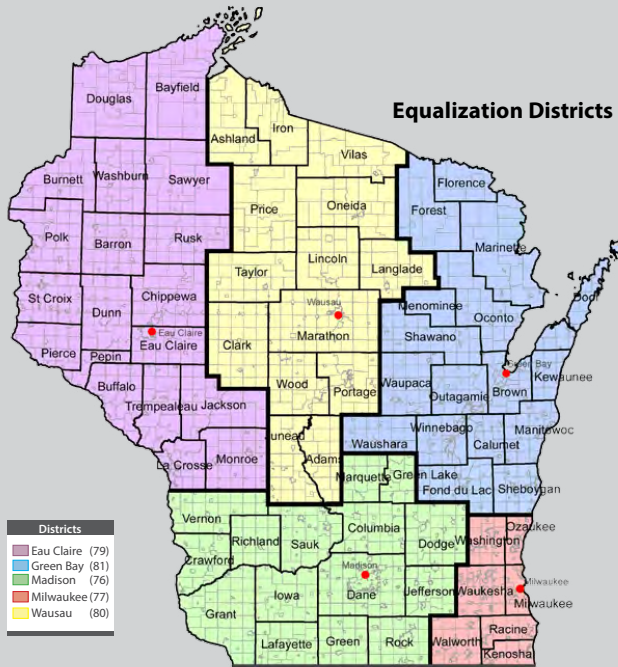 Equalization Districts
Bayfield
Douglas
Ashland
Iron
Vilas
Burnett
Washburn
Sawyer
Price
Oneida
Florence
Forest
Polk
Barron
Rusk
Marinette
Taylor
Lincoln
Langlade
St Croix
Dunn
Chippewa
Wausau
Menominee
Oconto
Door
Eau Claire
Eau Claire
Pierce
Pepin
Clark
Marathon
Shawano
Green Bay
Buffalo
Trempealeau
Jackson
Wood
Portage
Waupaca
Outagamie
Brown
Kewaunee
Juneau
Adams
Waushara
Winnebago
Calumet
Manitowoc
La Crosse
Monroe
Marquette
Green Lake
Fond du Lac
Sheboygan
Vernon
Richland
Sauk
Columbia
Dodge
Washington
Ozaukee
Crawford
Madison
Dane
Jefferson
Waukesha
Milwaukee
Milwaukee
Grant
Iowa
Lafayette
Green
Rock
Walworth
Racine
Kenosha
Districts
Eau Claire (79)
Green Bay (81)
Madison (76)
Milwaukee (77)
Wausau (80)